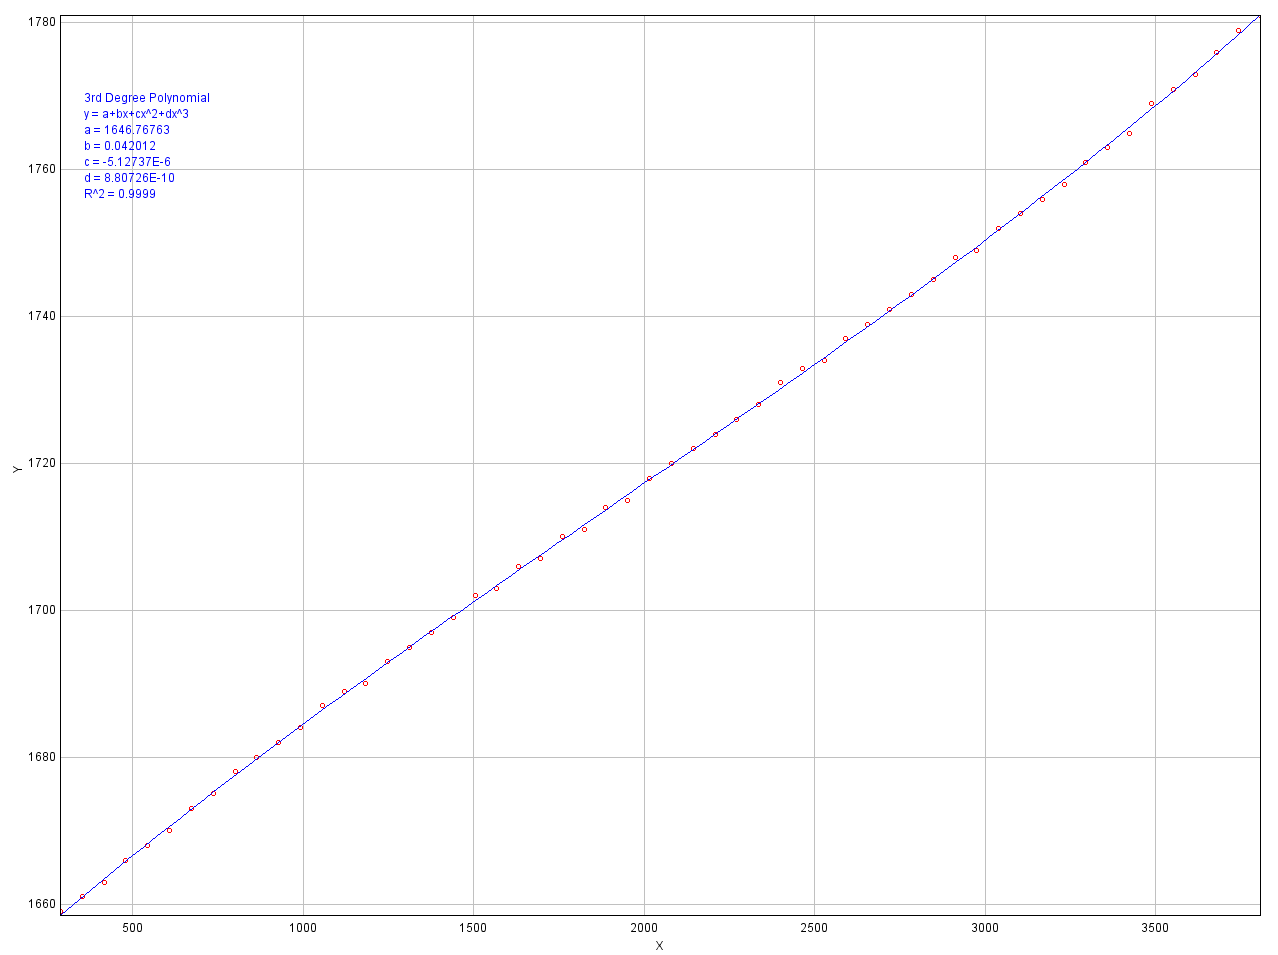 1780
3rd Degree Polynomial
y = a+bx+cx^2+dx^3
a = 1646.76763
b = 0.042012
c = -5.12737E-6
d = 8.80726E-10
R^2 = 0.9999
1760
1740
1720
Y
1700
1680
1660
500 1000 1500 2000 2500 3000 3500
X